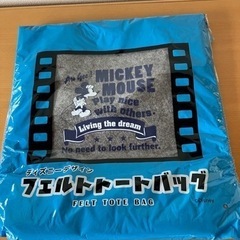 MICKEY
MOUSE
Play nice
with others.
Living the dream
No need to look further.
ディズニーデザイン
フェルトトートバッグ
FELT TOTE BAG